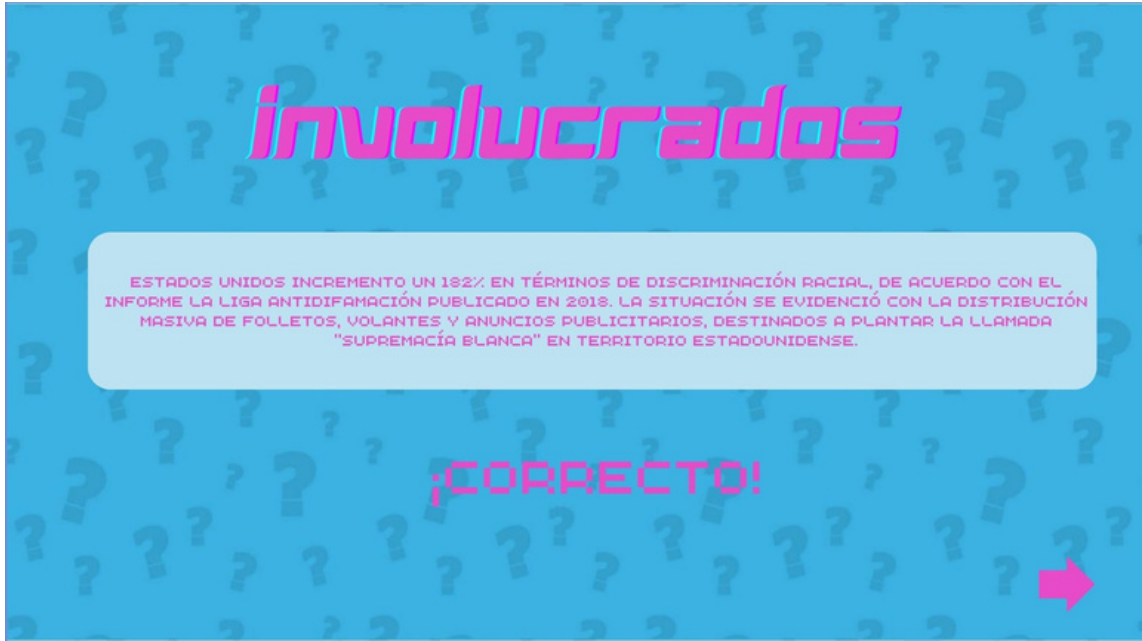 involucrados
ESTADOS UNIDOS INCREMENTO UN 182% EN TÉRMINOS DE DISCRIMINACIÓN RACIAL, DE ACUERDO CON EL
INFORME LA LIGA ANTIDIFAMACIÓN PUBLICADO EN 2018. LA SITUACIÓN SE EVIDENCIÓ CON LA DISTRIBUCIÓN
MASIVA DE FOLLETOS, VOLANTES Y ANUNCIOS PUBLICITARIOS, DESTINADOS A PLANTAR LA LLAMADA
"SUPREMACÍA BLANCA" EN TERRITORIO ESTADOUNIDENSE.
¡CORRECTO!